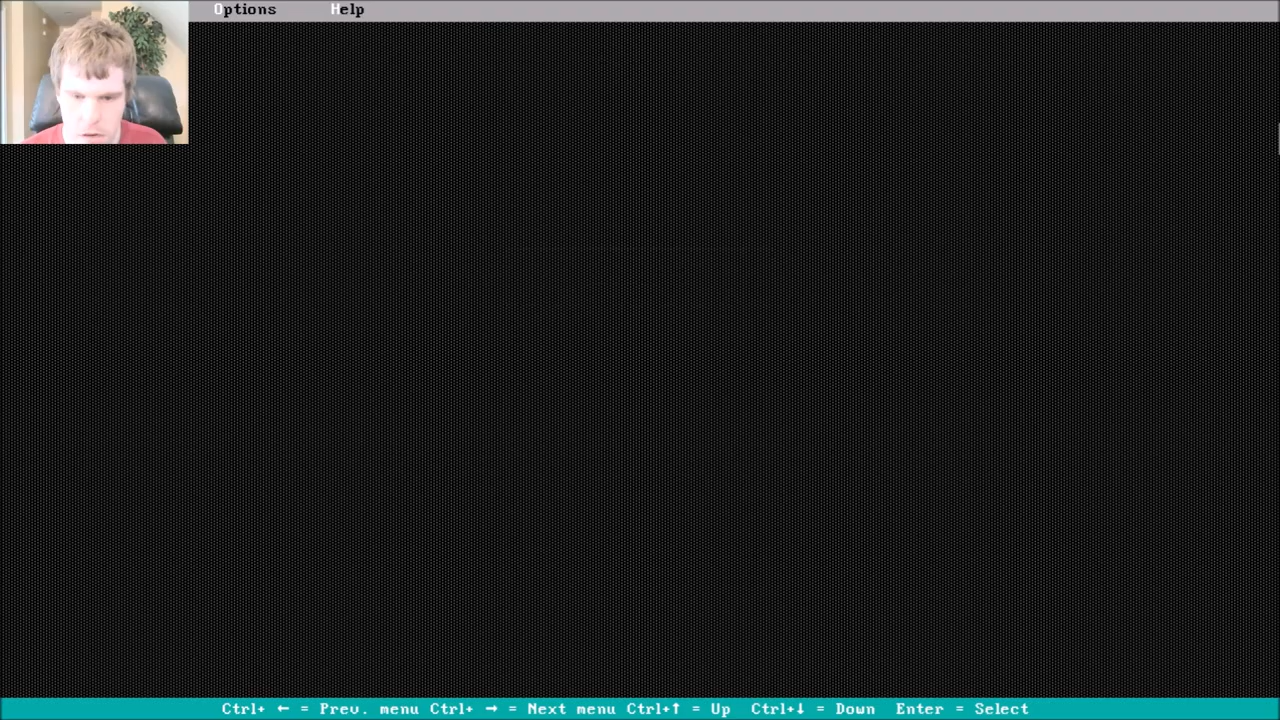 Options Help
Ctrl+ ← = Prev. menu Ctrl+ → = Next menu Ctrl+↑ = Up Ctrl+↓ = Down Enter = Select